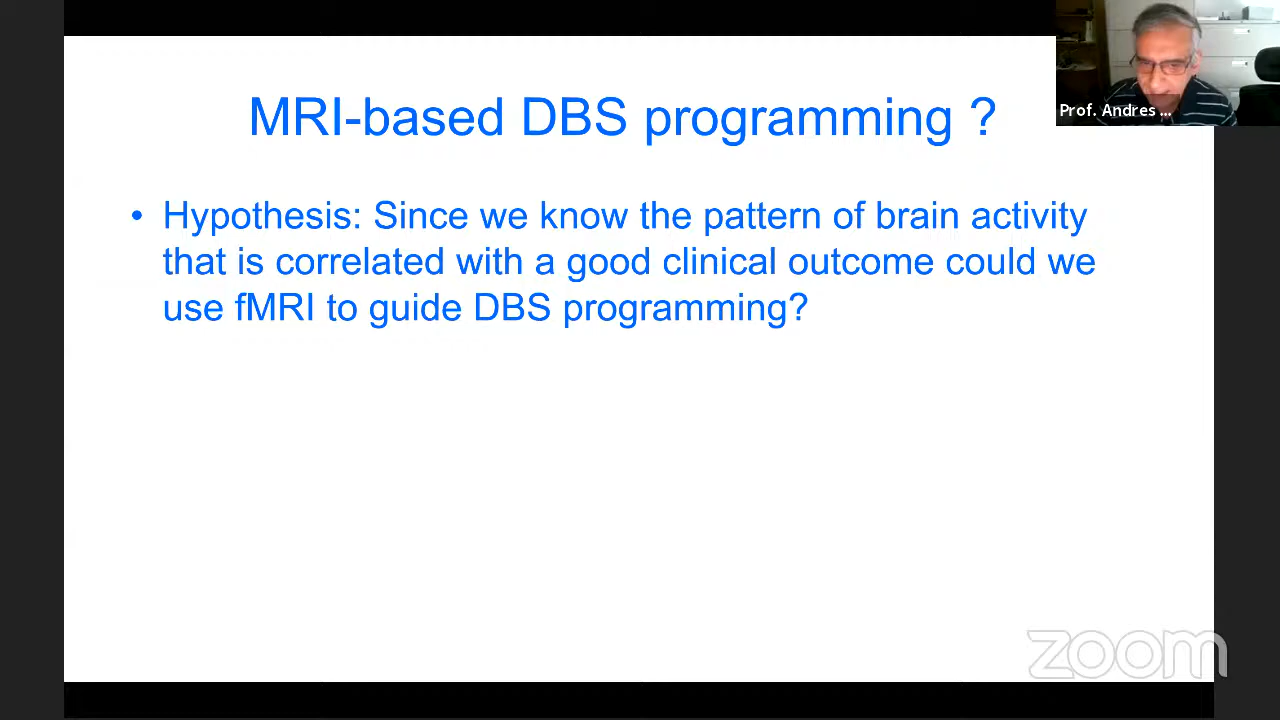 MRI-based DBS programming ?
Prof. Andres ...
• Hypothesis: Since we know the pattern of brain activity
that is correlated with a good clinical outcome could we
use fMRI to guide DBS programming?
zoom